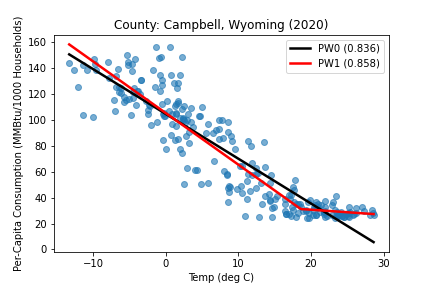 County: Campbell, Wyoming (2020)
Per-Capita Consumption (MMBtu/1000 Households)
160
140
120
100
80
60
40
20
0
PW0 (0.836)
PW1 (0.858)
−10
0
10
20
30
Temp (deg C)